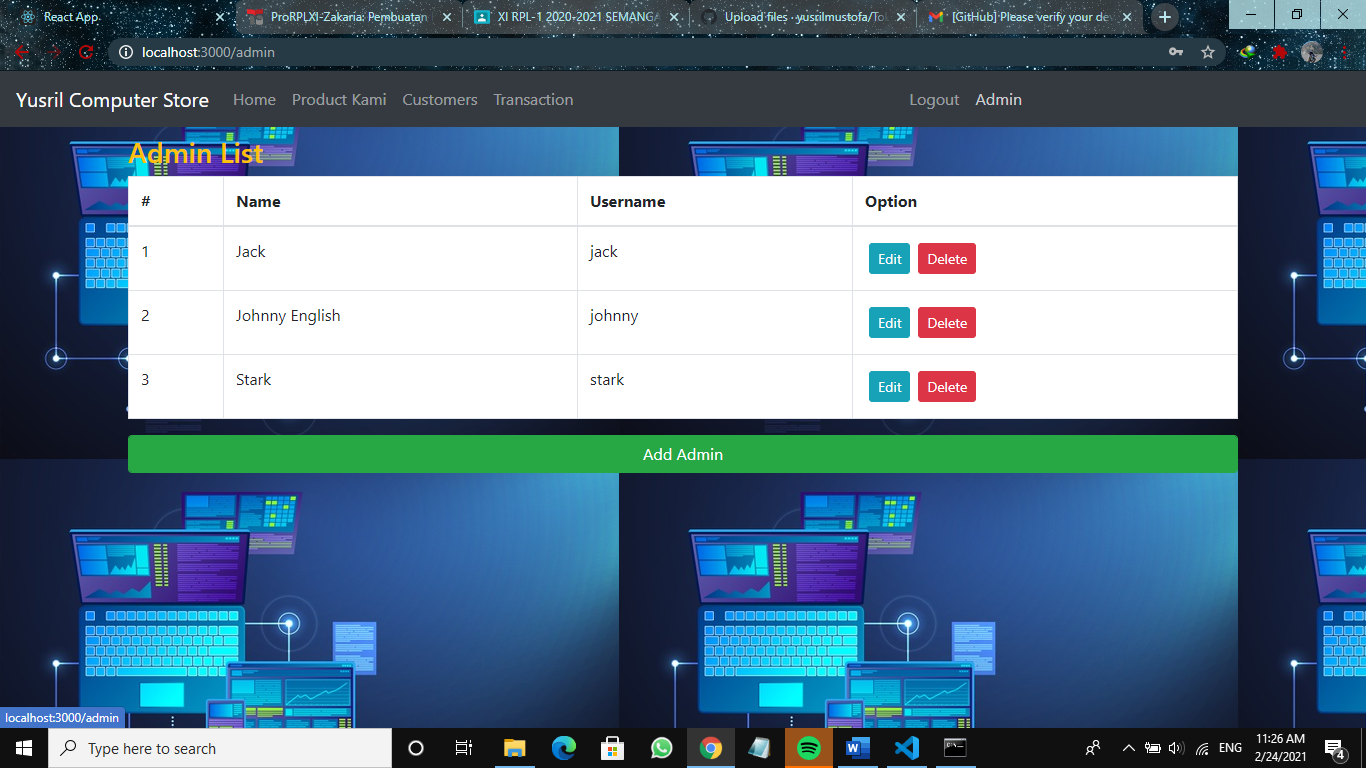 React App
ProRPLXI-Zakaria: Pembuatan
XI RPL-1 2020-2021 SEMANGA
Upload files · yusrilmustofa/Tok
[GitHub] Please verify your dev
localhost:3000/admin
Yusril Computer Store Home Product Kami Customers Transaction Logout Admin
Admin List
# Name Username Option
1 Jack jack Edit Delete
2 Johnny English johnny Edit Delete
3 Stark stark Edit Delete
Add Admin
localhost:3000/admin
Type here to search
ENG
11:26 AM
2/24/2021
4